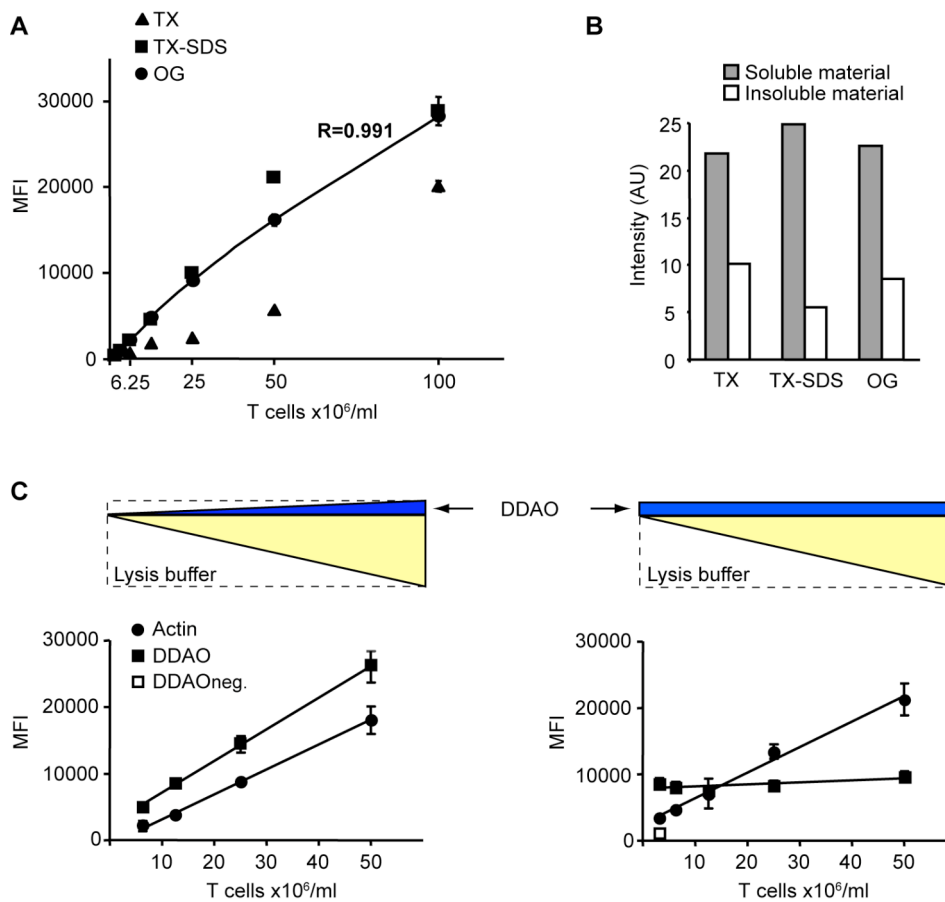 A
TX
TX-SDS
OG
30000
20000
10000
0
MFI
R=0.991
6.25
25
50
100
T cells x10⁶/ml
B
Soluble material
Insoluble material
25
20
15
10
5
0
Intensity (AU)
TX
TX-SDS
OG
C
DDAO
Lysis buffer
Lysis buffer
Actin
DDAO
DDAOneg.
30000
20000
10000
0
MFI
10
20
30
40
50
T cells x10⁶/ml
30000
20000
10000
0
MFI
10
20
30
40
50
T cells x10⁶/ml